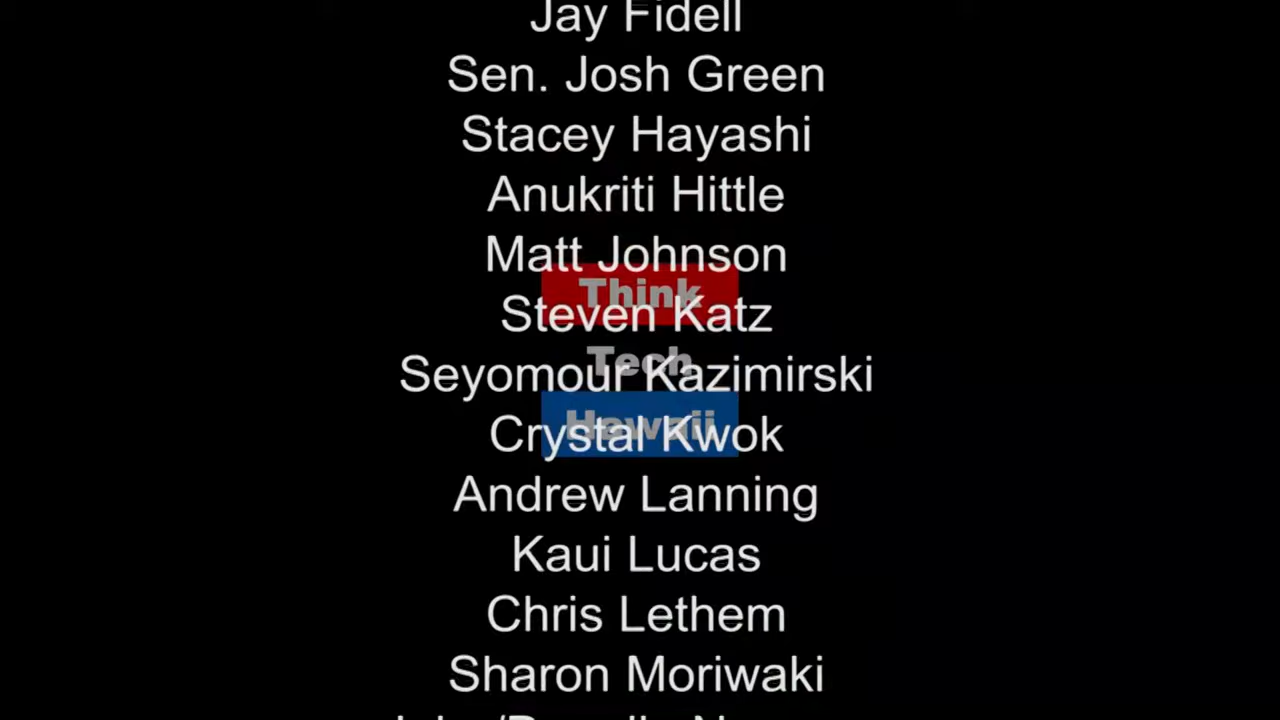 Jay Fidell
Sen. Josh Green
Stacey Hayashi
Anukriti Hittle
Matt Johnson
Think
Steven Katz
Tech
Seyomour Kazimirski
Hawaii
Crystal Kwok
Andrew Lanning
Kaui Lucas
Chris Lethem
Sharon Moriwaki